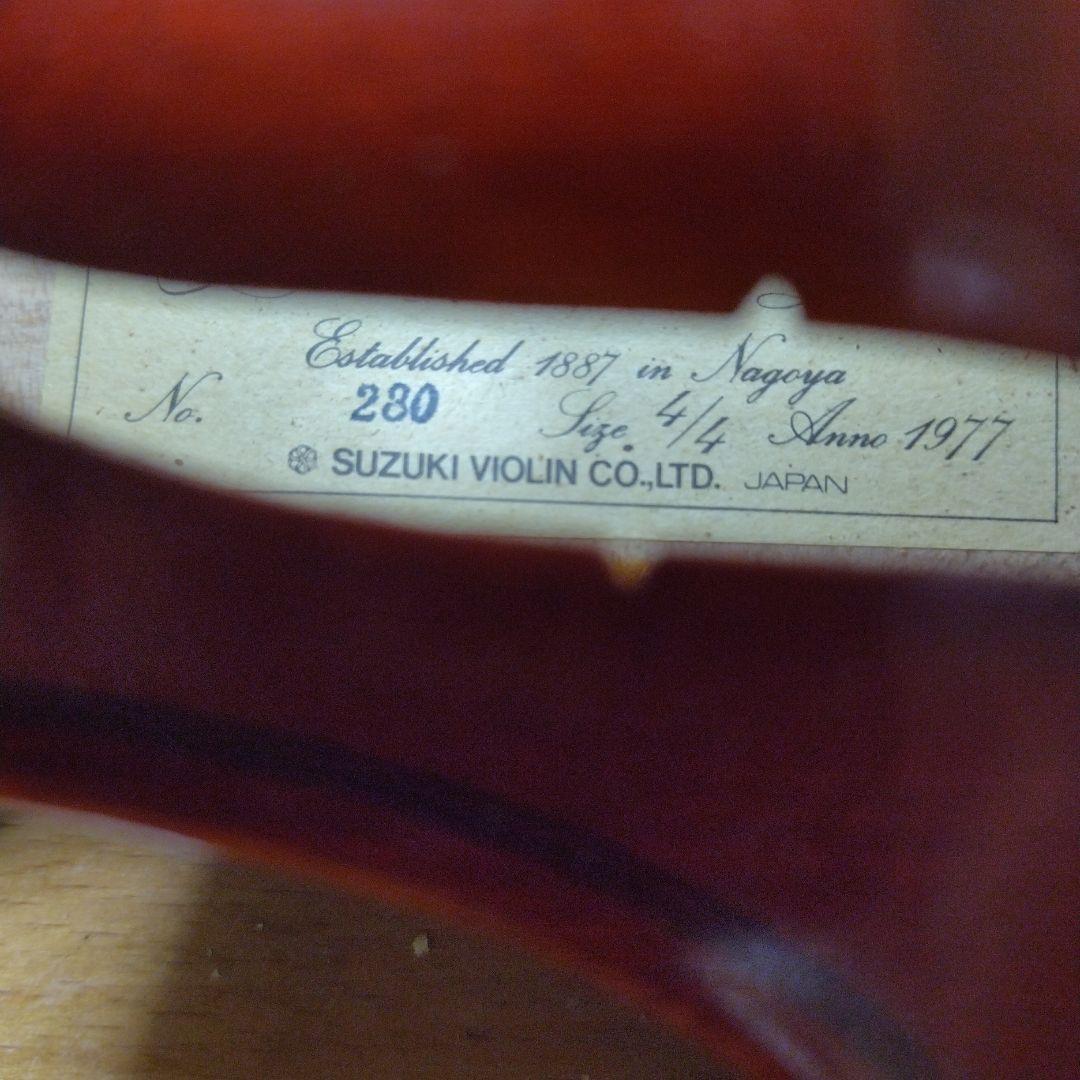 Established 1887 in Nagoya
No. 280 Size 4/4 Anno 1977
SUZUKI VIOLIN CO.,LTD. JAPAN